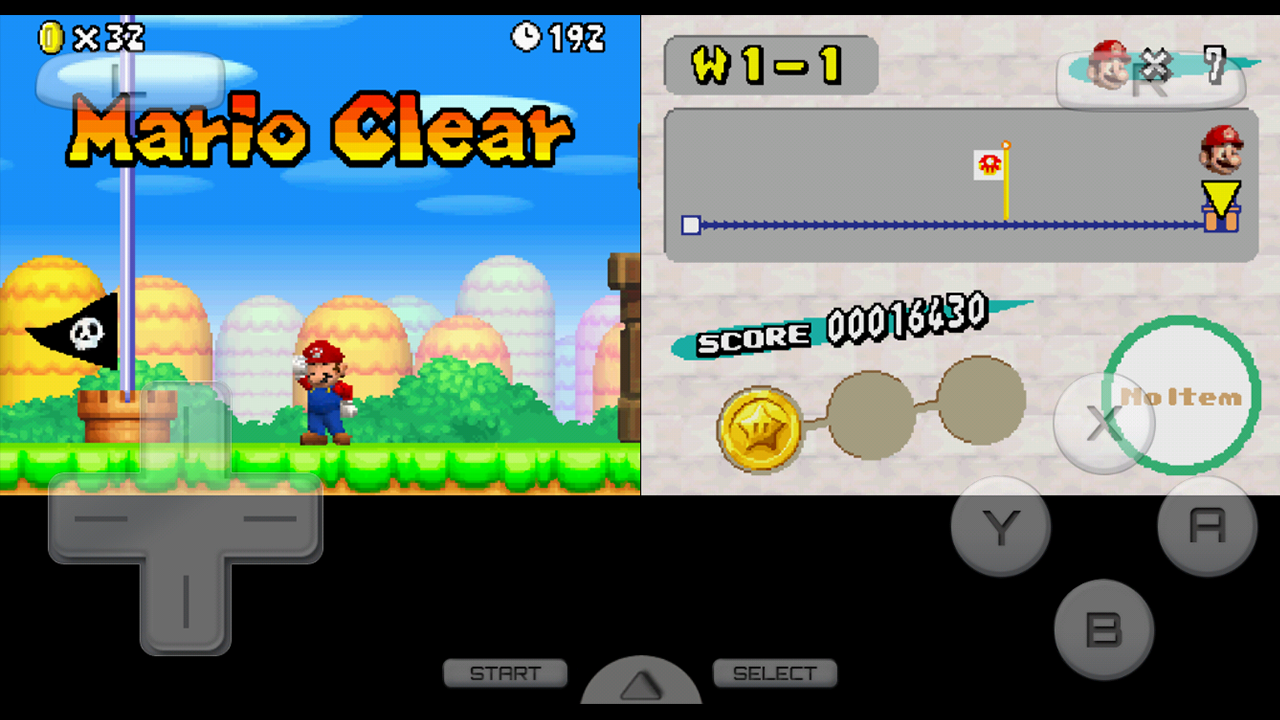 ×32
192
L
Mario Clear
W1-1
× 7
R
SCORE 00016430
No Item
X
Y
A
B
START
SELECT